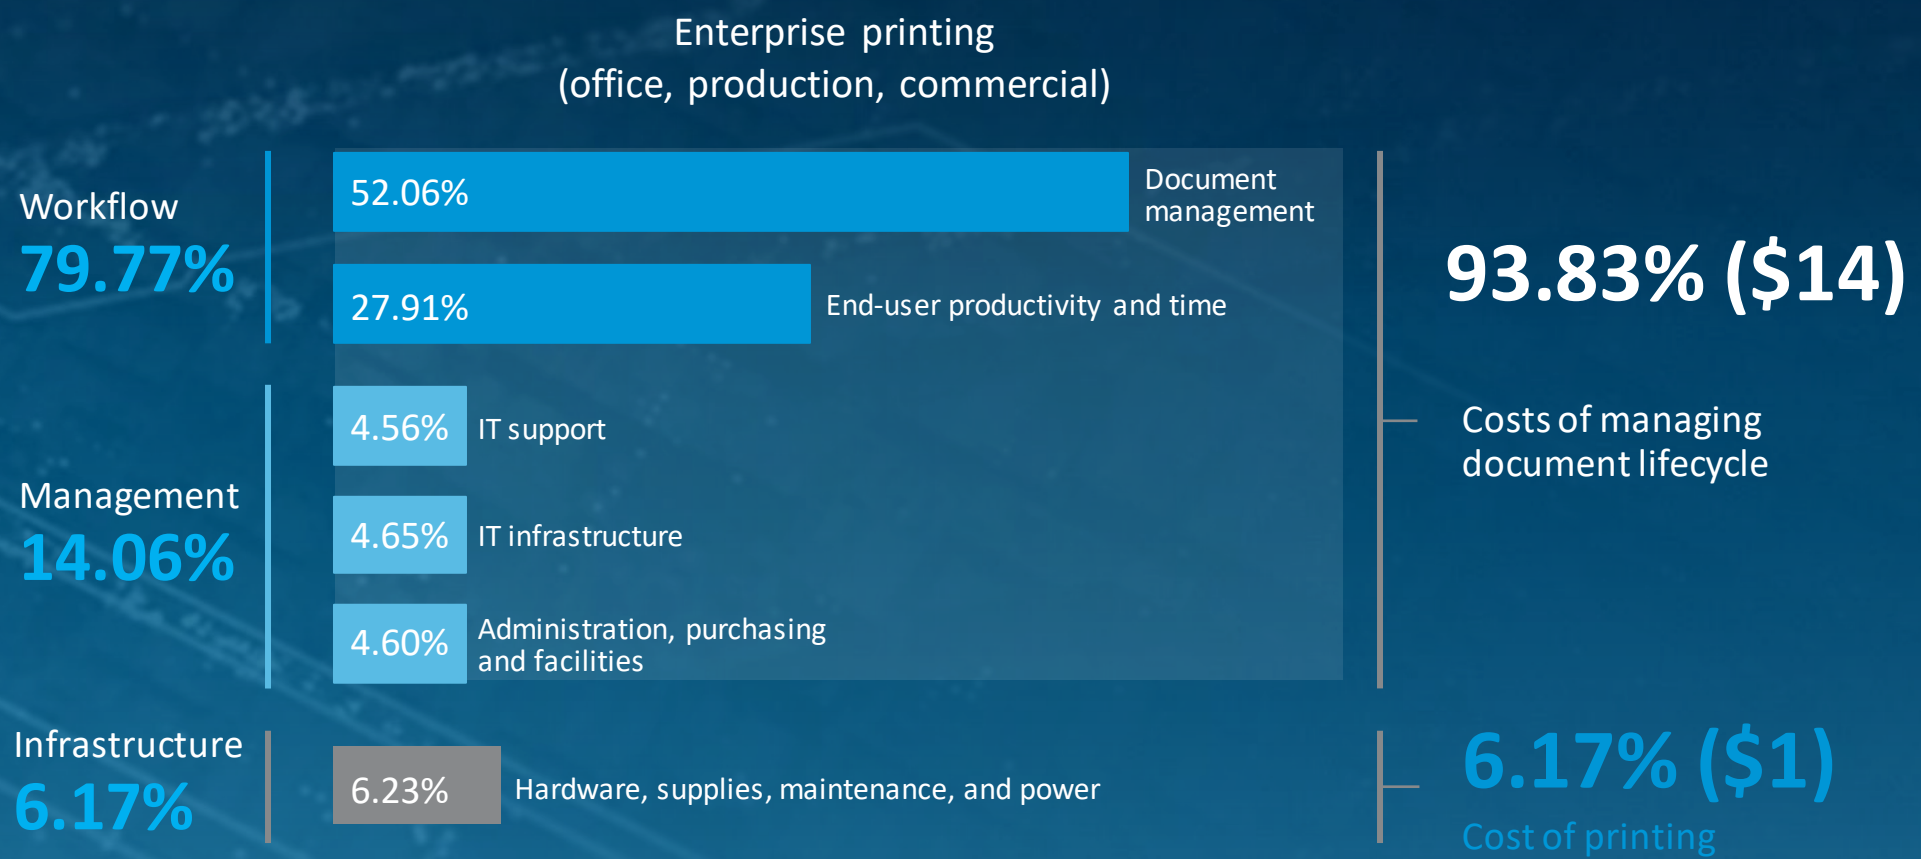 Enterprise printing
(office, production, commercial)
Workflow
79.77%
52.06%
Document
management
27.91%
End-user productivity and time
Management
14.06%
4.56%
IT support
4.65%
IT infrastructure
4.60%
Administration, purchasing
and facilities
Infrastructure
6.17%
6.23%
Hardware, supplies, maintenance, and power
93.83% ($14)
Costs of managing
document lifecycle
6.17% ($1)
Cost of printing